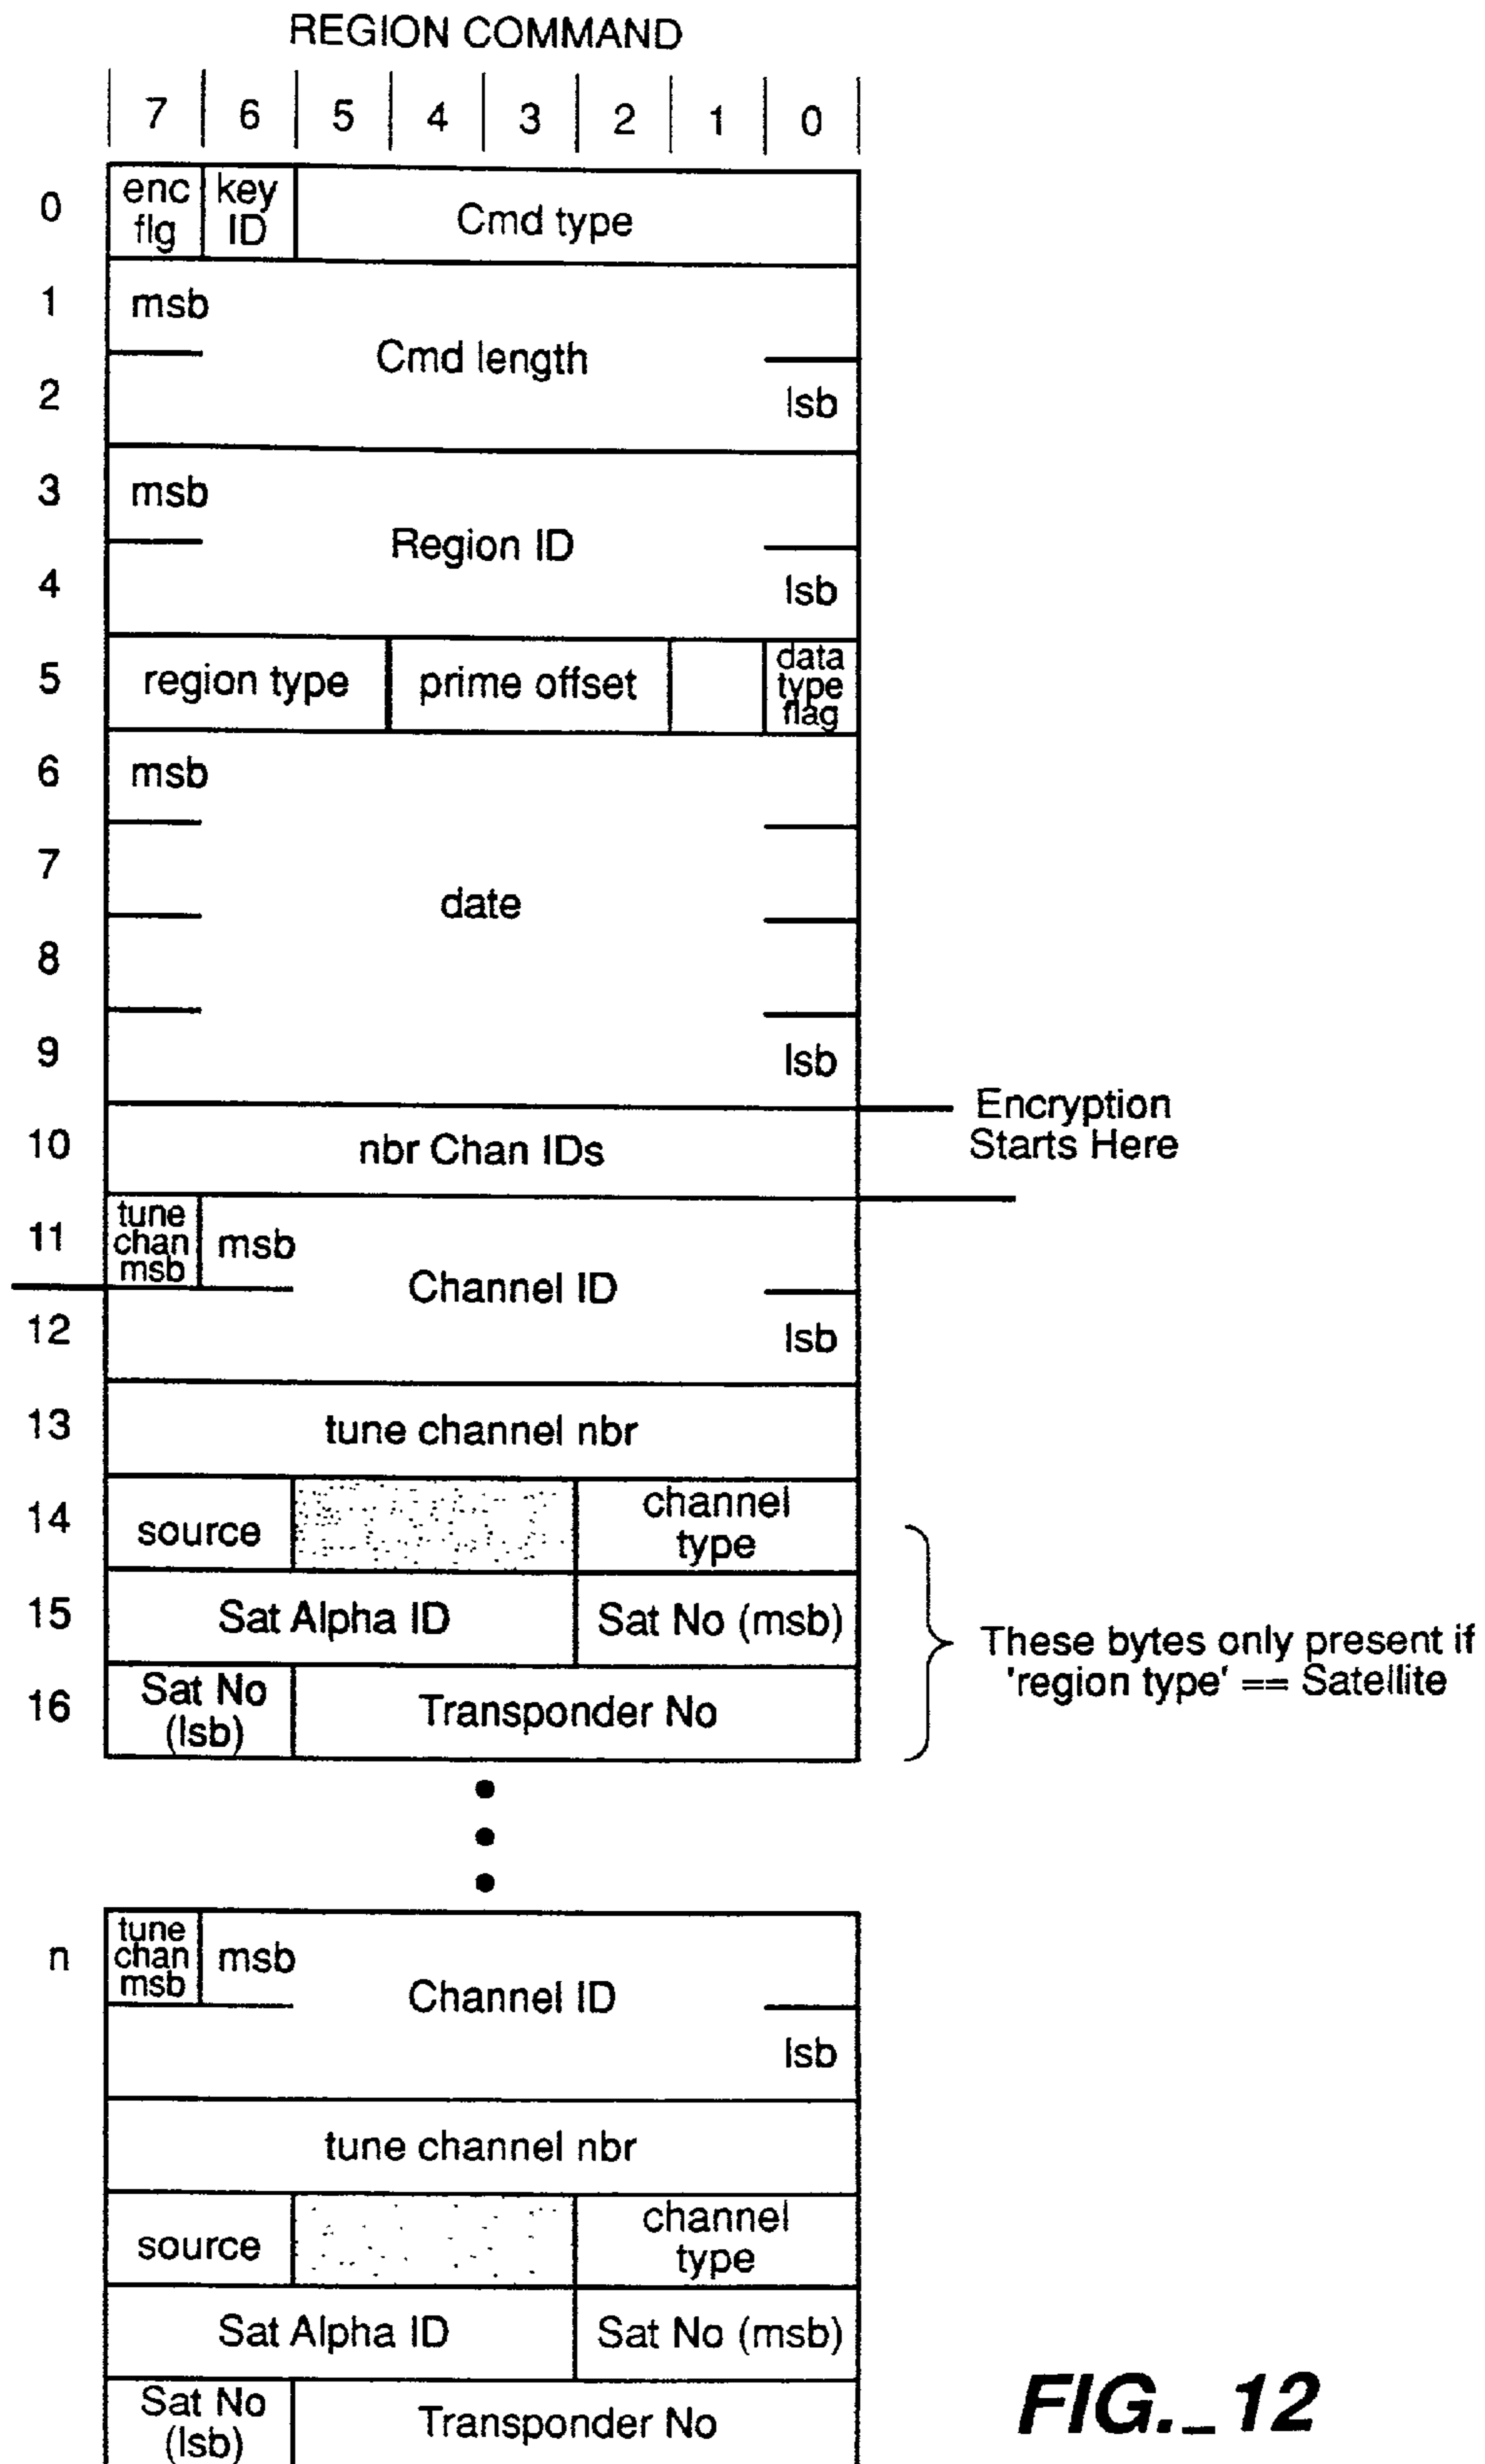 REGION COMMAND
7 6 5 4 3 2 1 0
0 enc flg key ID Cmd type
1 msb
Cmd length
2 lsb
3 msb
Region ID
4 lsb
5 region type prime offset data type flag
6 msb
7
date
8
9 lsb
Encryption
Starts Here
10 nbr Chan IDs
11 tune chan msb msb
Channel ID
12 lsb
13 tune channel nbr
14 source channel type
15 Sat Alpha ID Sat No (msb)
These bytes only present if
'region type' == Satellite
16 Sat No (lsb) Transponder No
n tune chan msb msb
Channel ID
lsb
tune channel nbr
source channel type
Sat Alpha ID Sat No (msb)
Sat No (lsb) Transponder No
FIG._12